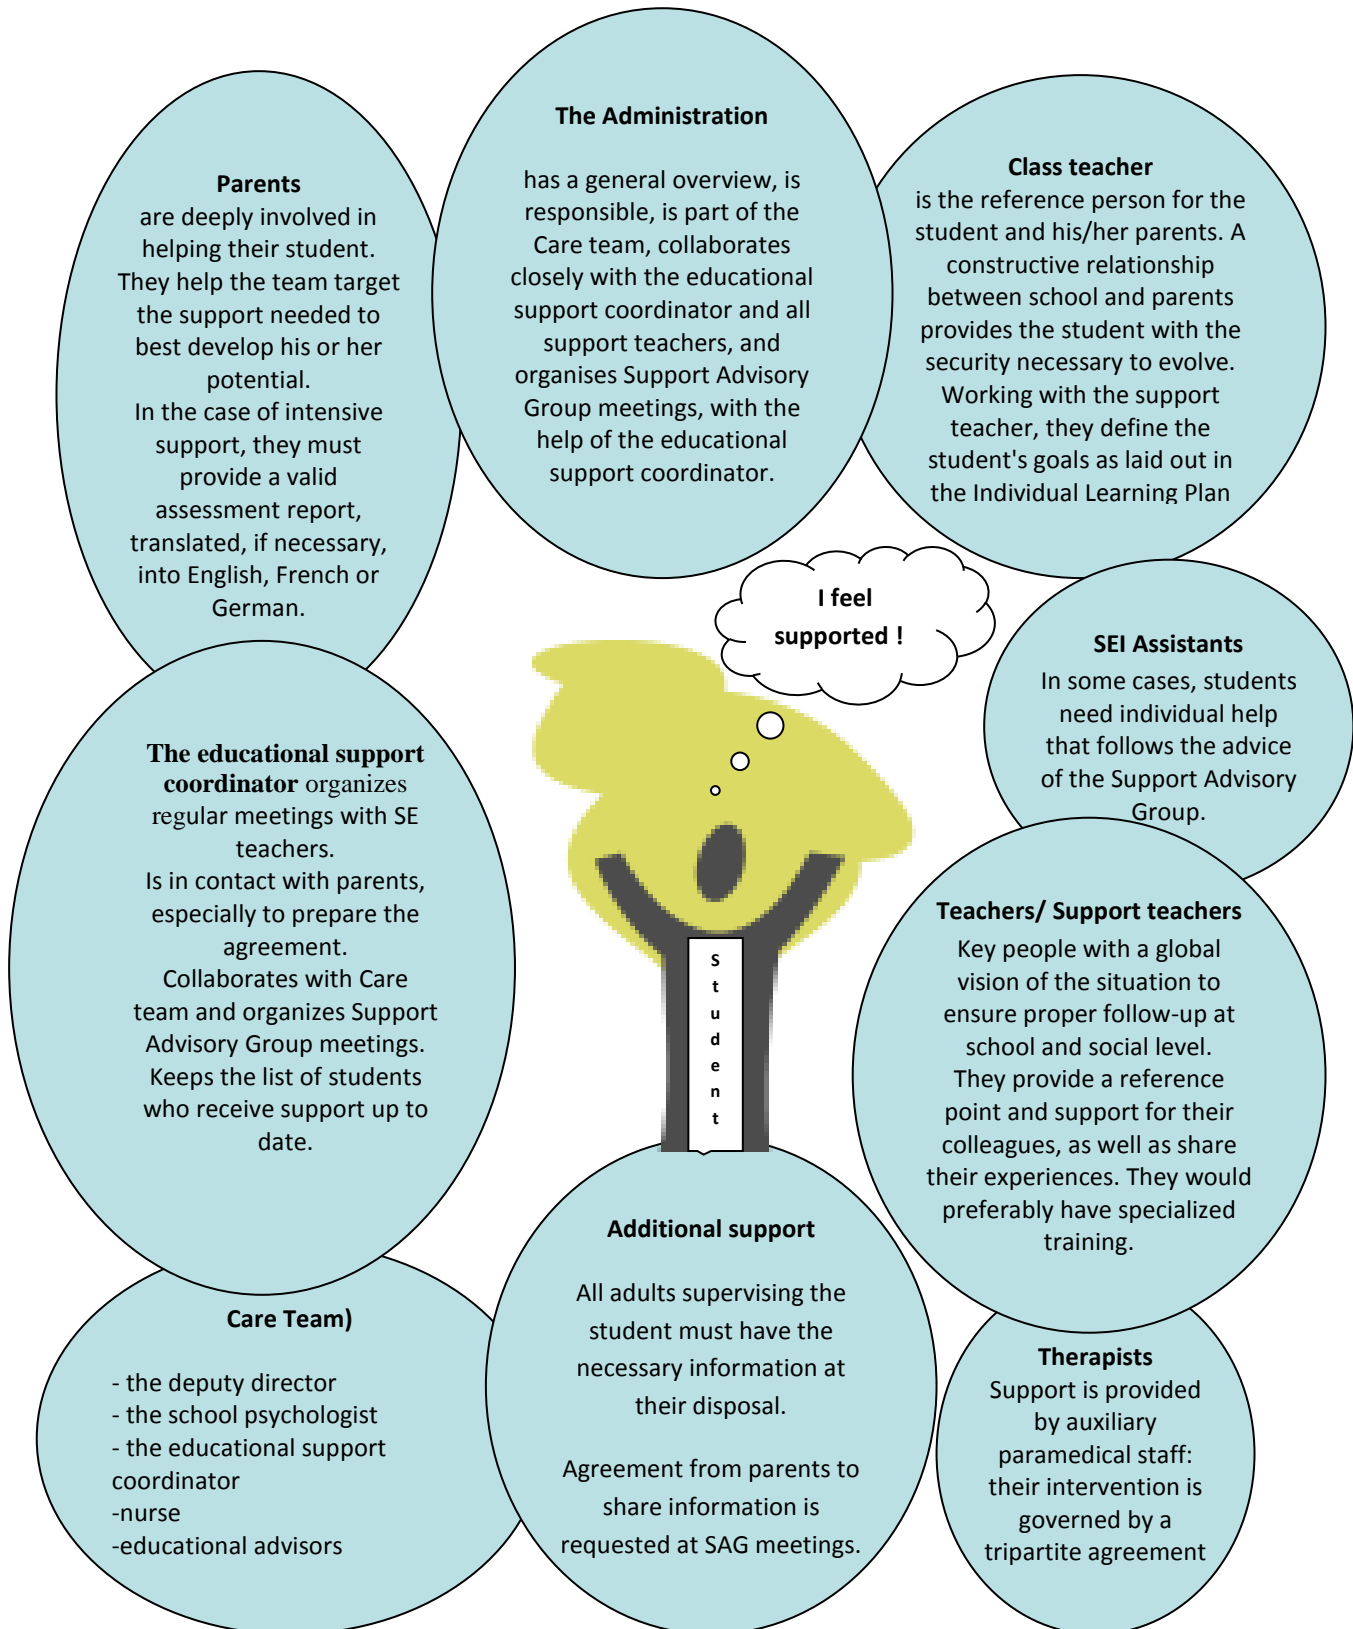 The Administration
has a general overview, is
responsible, is part of the
Care team, collaborates
closely with the educational
support coordinator and all
support teachers, and
organises Support Advisory
Group meetings, with the
help of the educational
support coordinator.
Parents
are deeply involved in
helping their student.
They help the team target
the support needed to
best develop his or her
potential.
In the case of intensive
support, they must
provide a valid
assessment report,
translated, if necessary,
into English, French or
German.
Class teacher
is the reference person for the
student and his/her parents. A
constructive relationship
between school and parents
provides the student with the
security necessary to evolve.
Working with the support
teacher, they define the
student's goals as laid out in
the Individual Learning Plan
I feel
supported !
SEI Assistants
In some cases, students
need individual help
that follows the advice
of the Support Advisory
Group.
The educational support
coordinator organizes
regular meetings with SE
teachers.
Is in contact with parents,
especially to prepare the
agreement.
Collaborates with Care
team and organizes Support
Advisory Group meetings.
Keeps the list of students
who receive support up to
date.
Teachers/ Support teachers
Key people with a global
vision of the situation to
ensure proper follow-up at
school and social level.
They provide a reference
point and support for their
colleagues, as well as share
their experiences. They would
preferably have specialized
training.
S
t
u
d
e
n
t
Additional support
All adults supervising the
student must have the
necessary information at
their disposal.
Agreement from parents to
share information is
requested at SAG meetings.
Care Team)
- the deputy director
- the school psychologist
- the educational support
coordinator
-nurse
-educational advisors
Therapists
Support is provided
by auxiliary
paramedical staff:
their intervention is
governed by a
tripartite agreement